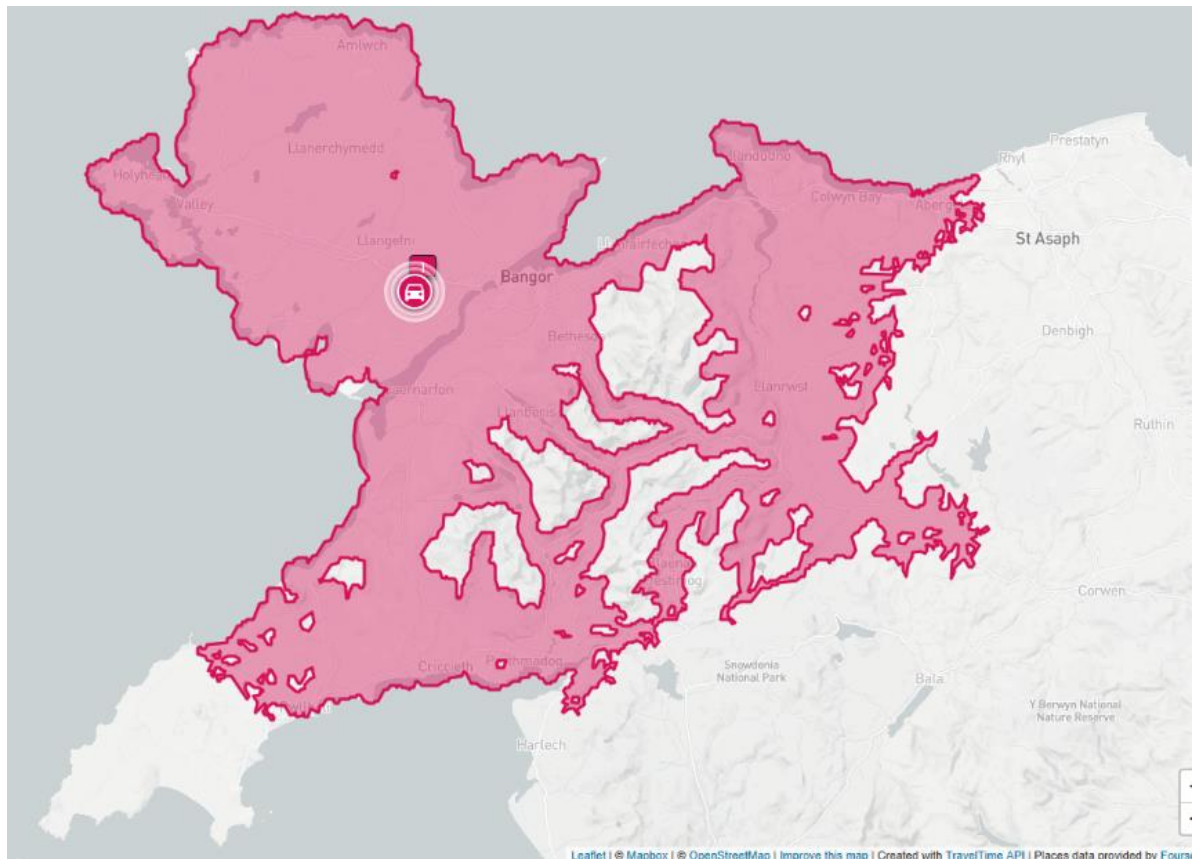 Amlwch
Prestatyn
Llanerchymedd
Rhyl
Llandudno
Holyhead
Colwyn Bay
Valley
Llangefni
St Asaph
Bangor
Denbigh
Bethesda
Llanrwst
Llanberis
Ruthin
Corwen
Criccieth
Snowdonia
National Park
Bala
Y Berwyn National
Nature Reserve
Harlech
Leaflet | © Mapbox | © OpenStreetMap | Improve this map | Created with TravelTime API | Places data provided by Fours